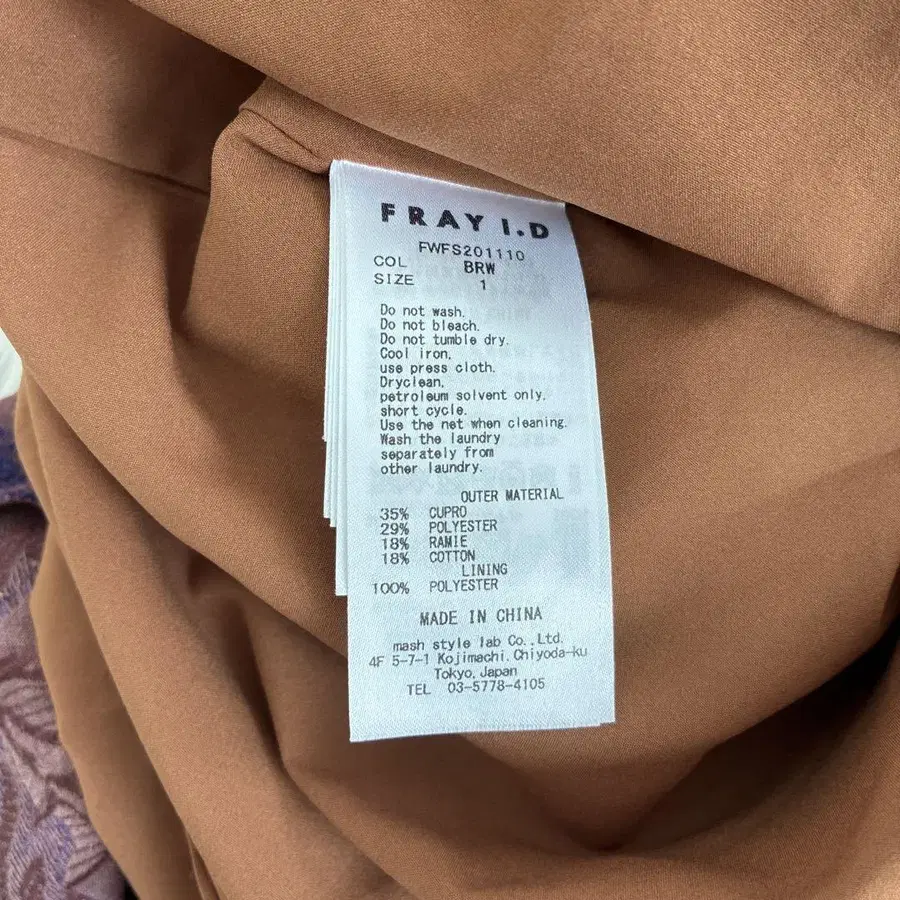 FRAY I.D
FWFS201110
COL BRW
SIZE 1
Do not wash.
Do not bleach.
Do not tumble dry.
Cool iron,
use press cloth.
Dryclean,
petroleum solvent only,
short cycle.
Use the net when cleaning.
Wash the laundry
separately from
other laundry.
OUTER MATERIAL
35% CUPRO
29% POLYESTER
18% RAMIE
18% COTTON
LINING
100% POLYESTER
MADE IN CHINA
mash style lab Co.,Ltd.
4F 5-7-1 Kojimachi, Chiyoda-ku
Tokyo, Japan
TEL 03-5778-4105